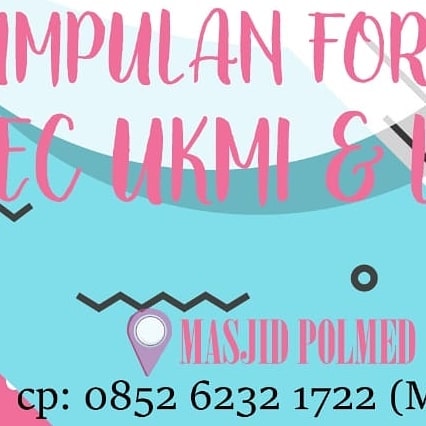 IMPULAN FOR
EC UKMI &
MASJID POLMED
cp: 0852 6232 1722 (M